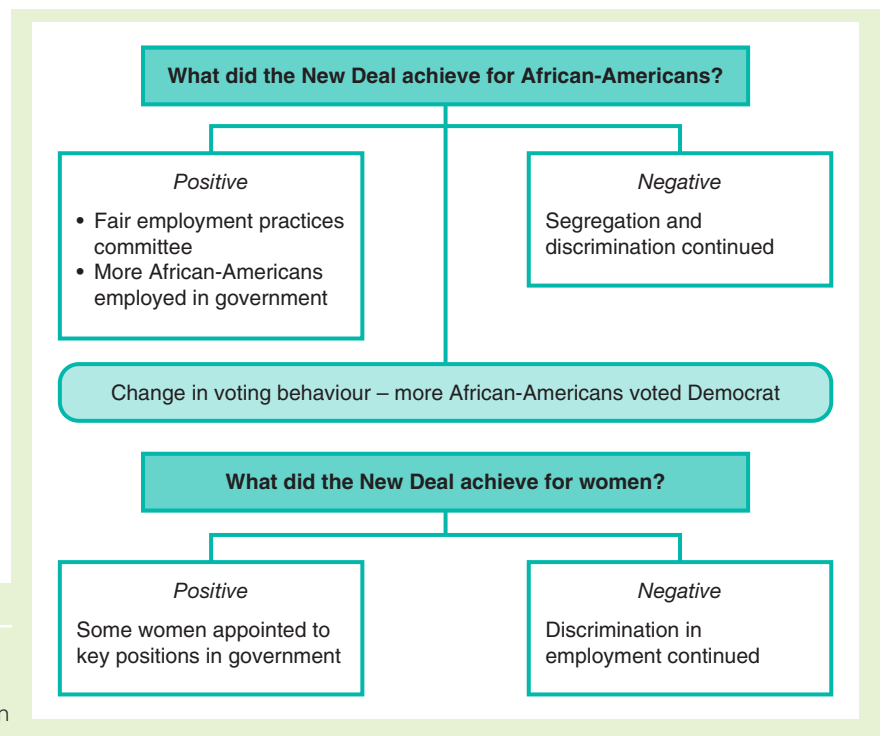 What did the New Deal achieve for African-Americans?
Positive
• Fair employment practices
committee
• More African-Americans
employed in government
Negative
Segregation and
discrimination continued
Change in voting behaviour – more African-Americans voted Democrat
What did the New Deal achieve for women?
Positive
Some women appointed to
key positions in government
Negative
Discrimination in
employment continued